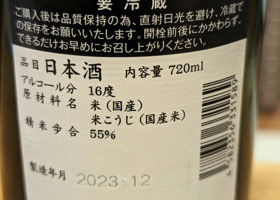 要冷蔵
ご購入後は品質保持の為、直射日光を避け、冷蔵で
の保存をお願いいたします。開栓前後にかかわらず、
できるだけお早めにお召し上がりください。
品目 日本酒 内容量 720ml
アルコール分 16度
原材料名 米(国産)
米こうじ(国産米)
精米歩合 55%
製造年月 2023.12